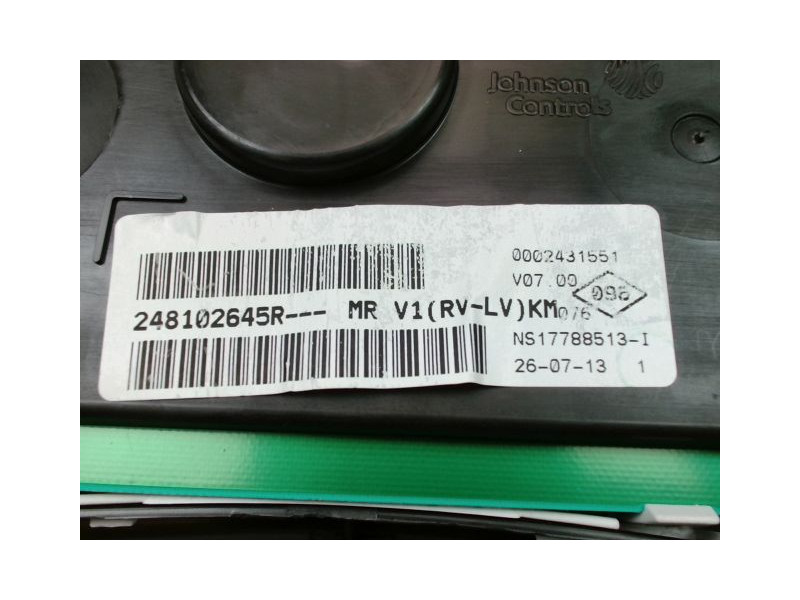 Johnson
Controls
0002431551
V07.00
098
248102645R--- MR V1(RV-LV)KM
076
NS17788513-I
26-07-13 1